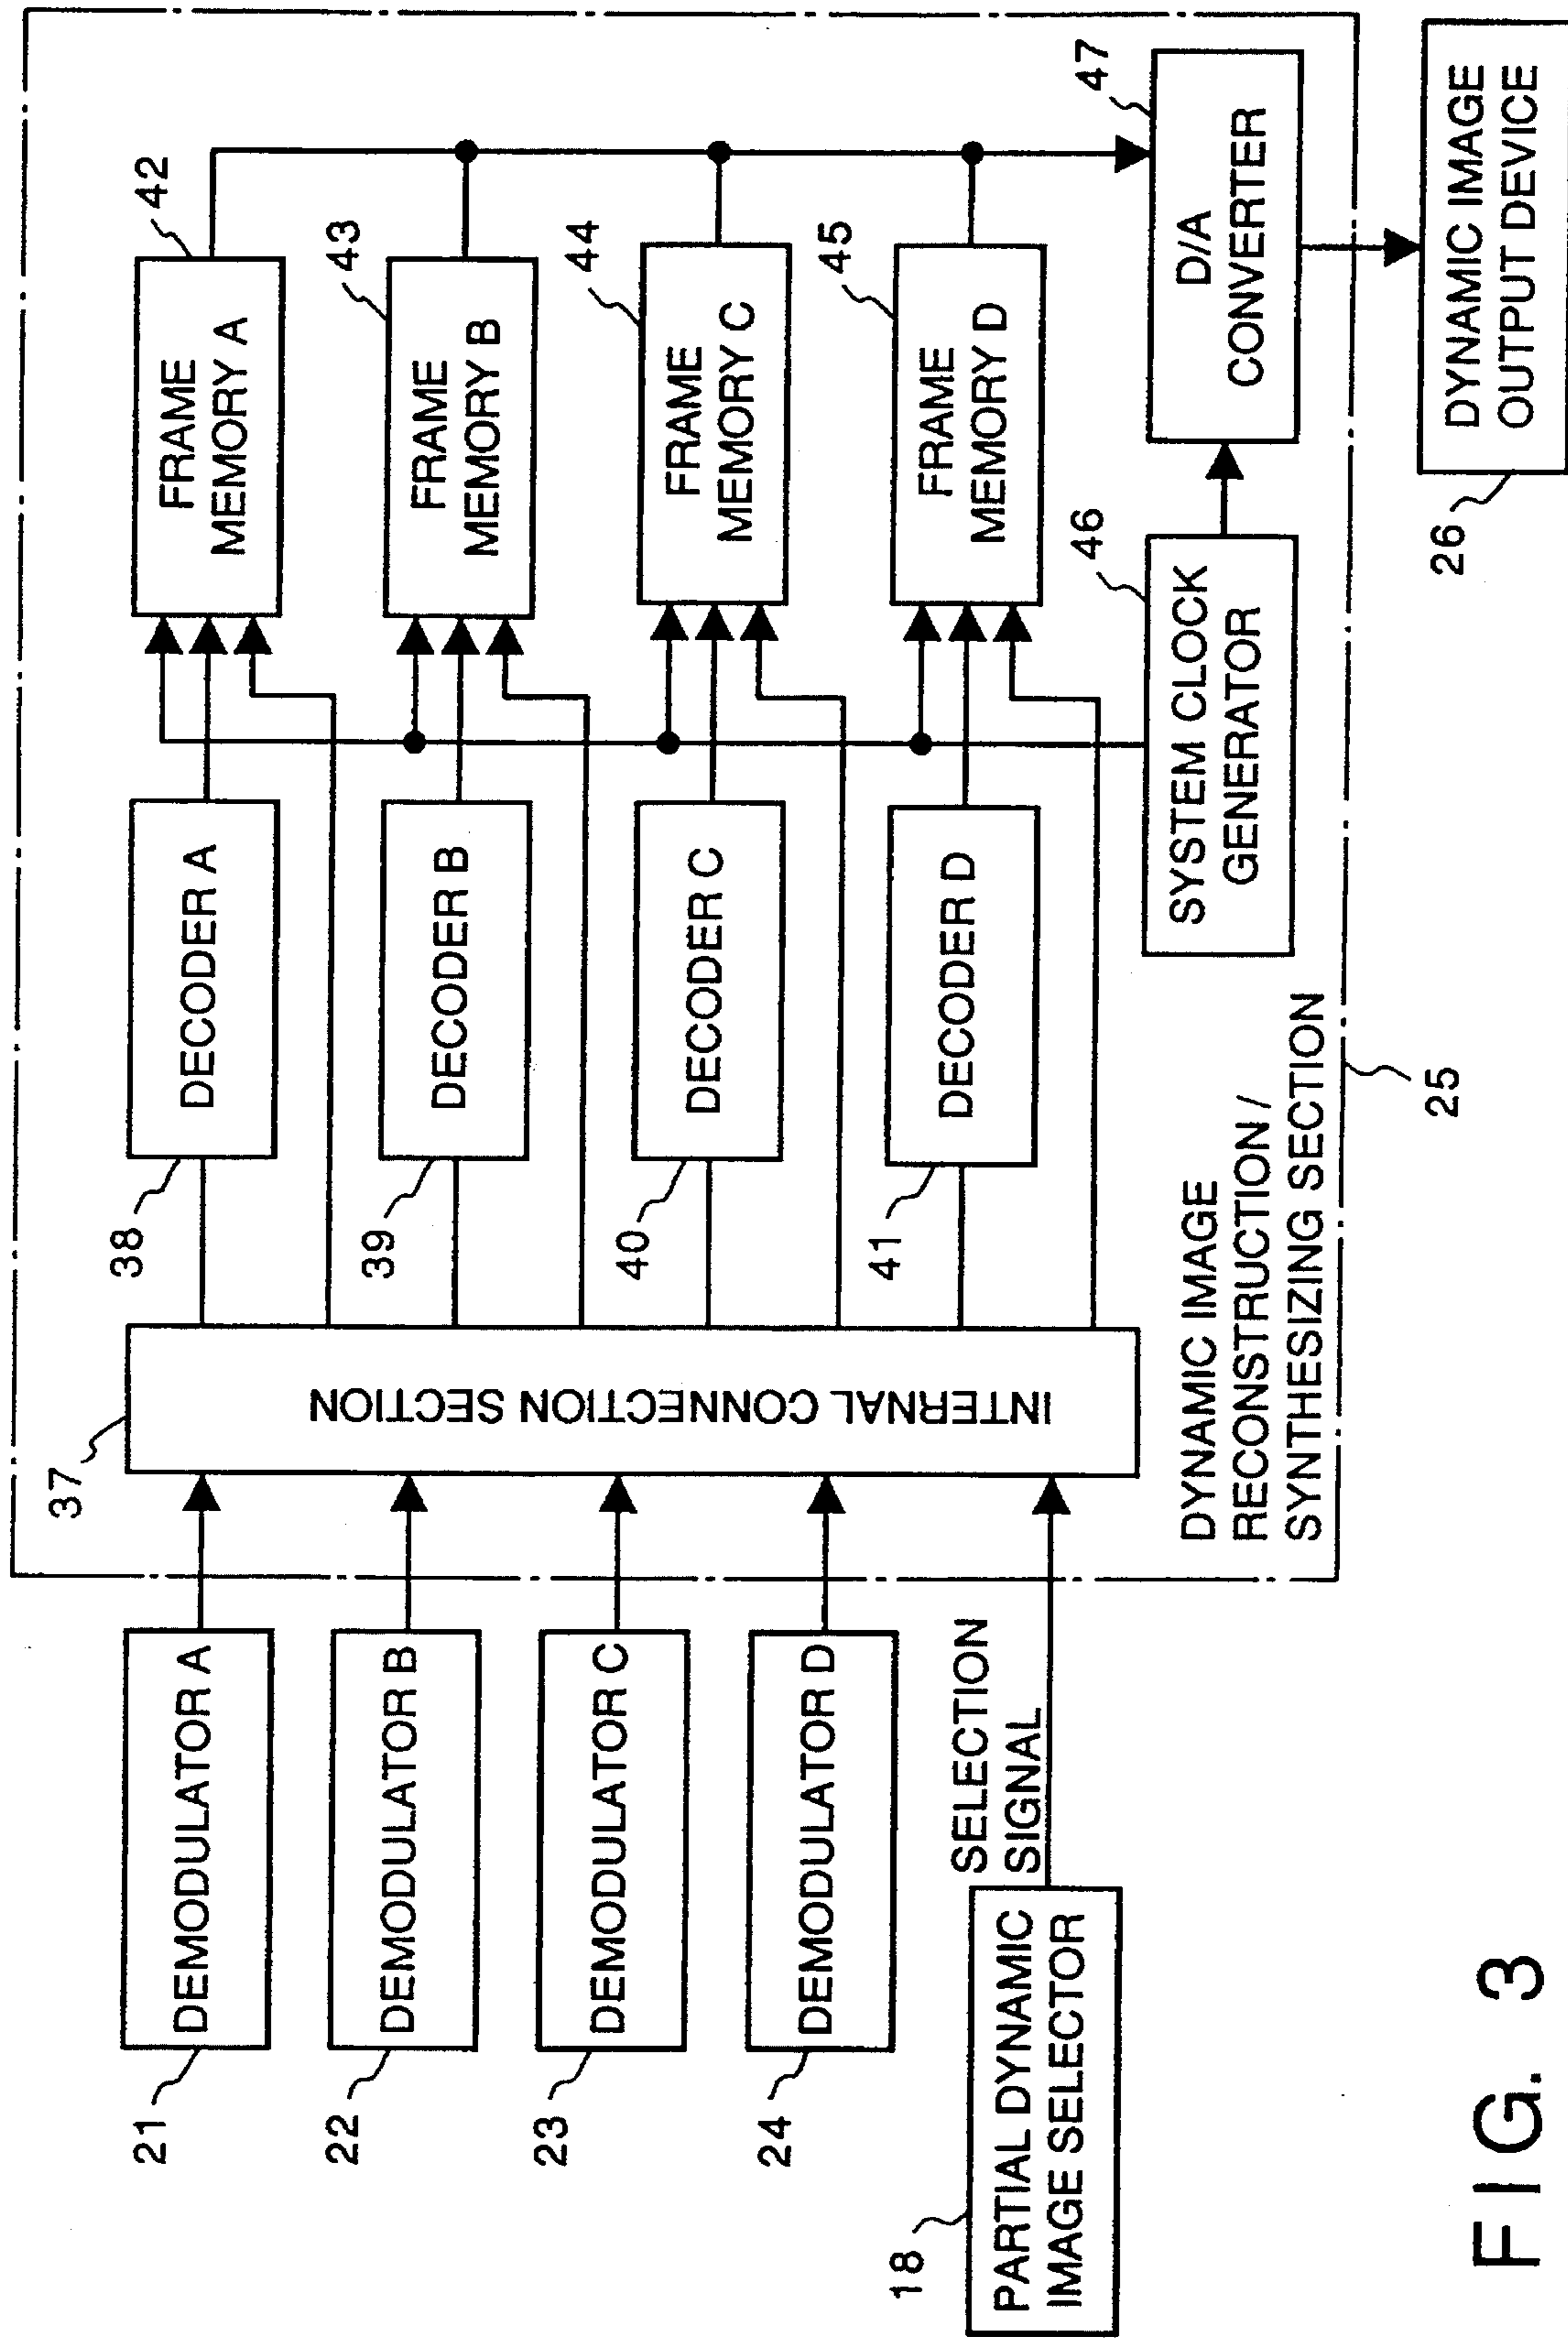 21
DEMODULATOR A
22
DEMODULATOR B
23
DEMODULATOR C
24
DEMODULATOR D
18
PARTIAL DYNAMIC
IMAGE SELECTOR
SELECTION
SIGNAL
37
INTERNAL CONNECTION SECTION
38
DECODER A
39
DECODER B
40
DECODER C
41
DECODER D
42
FRAME
MEMORY A
43
FRAME
MEMORY B
44
FRAME
MEMORY C
45
FRAME
MEMORY D
46
SYSTEM CLOCK
GENERATOR
47
D/A
CONVERTER
DYNAMIC IMAGE
RECONSTRUCTION /
SYNTHESIZING SECTION
25
26
DYNAMIC IMAGE
OUTPUT DEVICE
FIG. 3